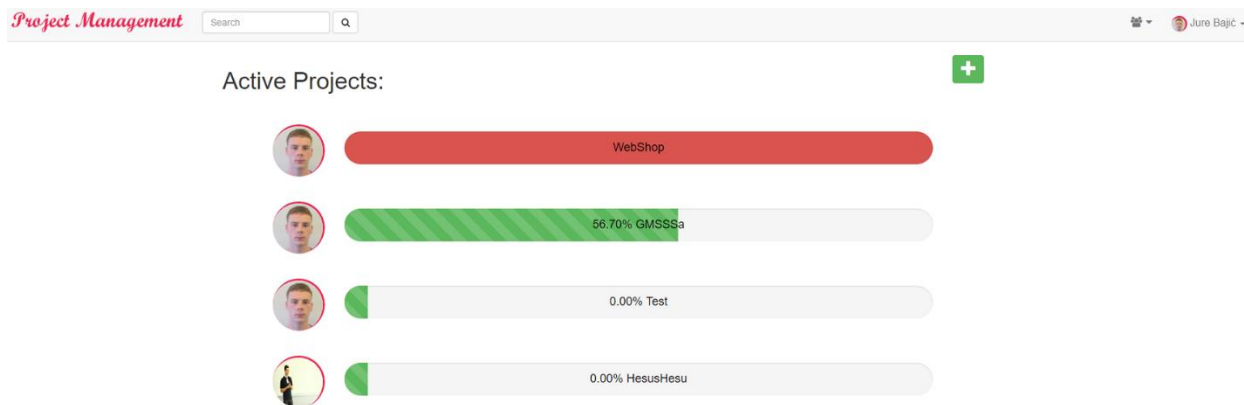 Project Management
Search
Jure Bajić
Active Projects:
WebShop
56.70% GMSSSa
0.00% Test
0.00% HesusHesu